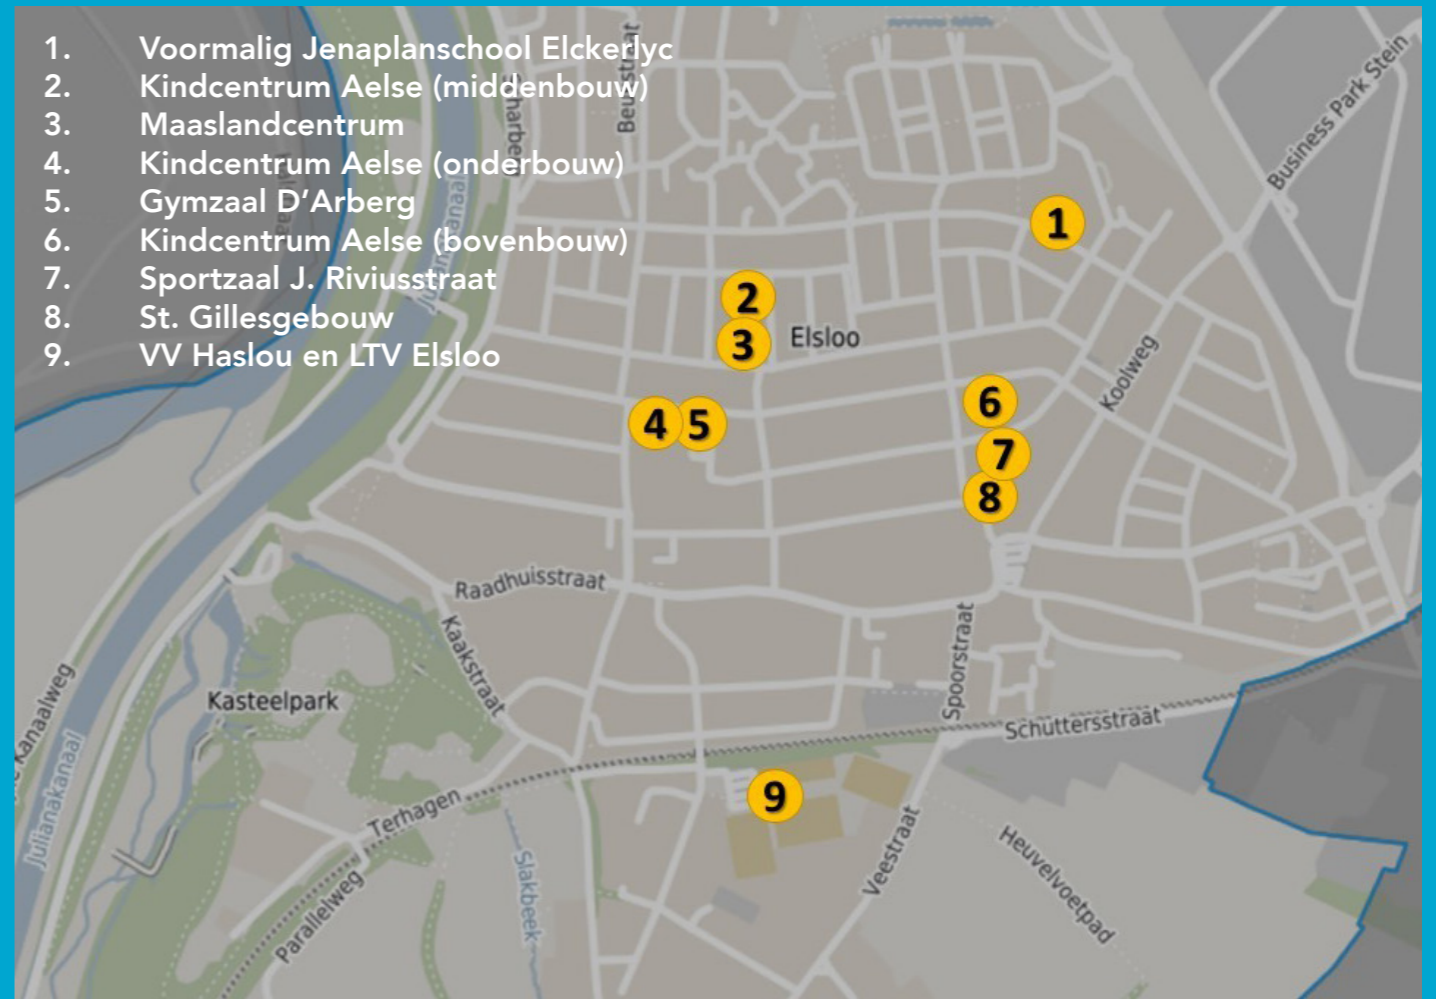 1. Voormalig Jenaplanschool Elckerlyc
2. Kindcentrum Aelse (middenbouw)
3. Maaslandcentrum
4. Kindcentrum Aelse (onderbouw)
5. Gymzaal D’Arberg
6. Kindcentrum Aelse (bovenbouw)
7. Sportzaal J. Riviusstraat
8. St. Gillesgebouw
9. VV Haslou en LTV Elsloo
Business Park Stein
1
2
3
Elsloo
Koolweg
6
4
5
7
8
Raadhuisstraat
Kaakstraat
Spoorstraat
Kasteelpark
Schuttersstraat
Kanaalweg
Julianakanaal
9
Terhagen
Veestraat
Heuvelvoetpad
Slakbeek
Parallelweg